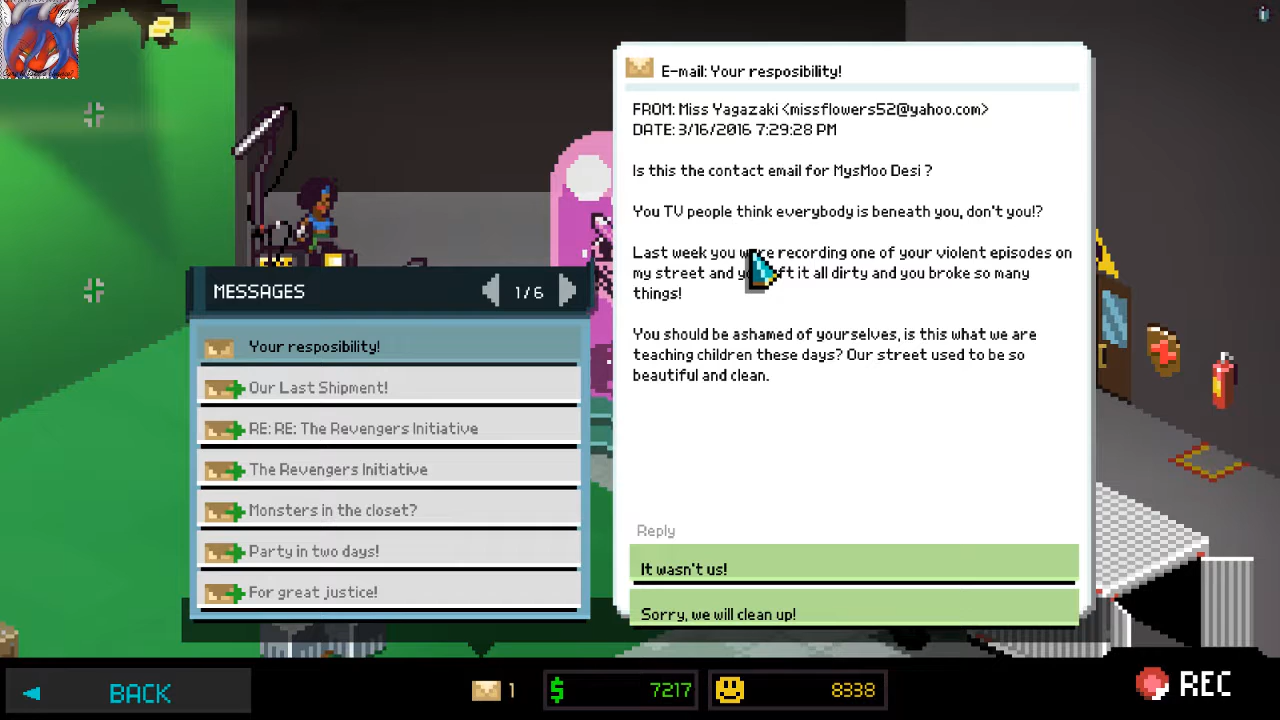 E-mail: Your resposibility!
FROM: Miss Yagazaki <missflowers52@yahoo.com>
DATE: 3/16/2016 7:29:28 PM
Is this the contact email for MysMoo Desi ?
You TV people think everybody is beneath you, don't you!?
Last week you were recording one of your violent episodes on
my street and you left it all dirty and you broke so many
things!
You should be ashamed of yourselves, is this what we are
teaching children these days? Our street used to be so
beautiful and clean.
Reply
It wasn't us!
Sorry, we will clean up!
MESSAGES
1/6
Your resposibility!
Our Last Shipment!
RE: RE: The Revengers Initiative
The Revengers Initiative
Monsters in the closet?
Party in two days!
For great justice!
BACK
1
$ 7217
8338
REC